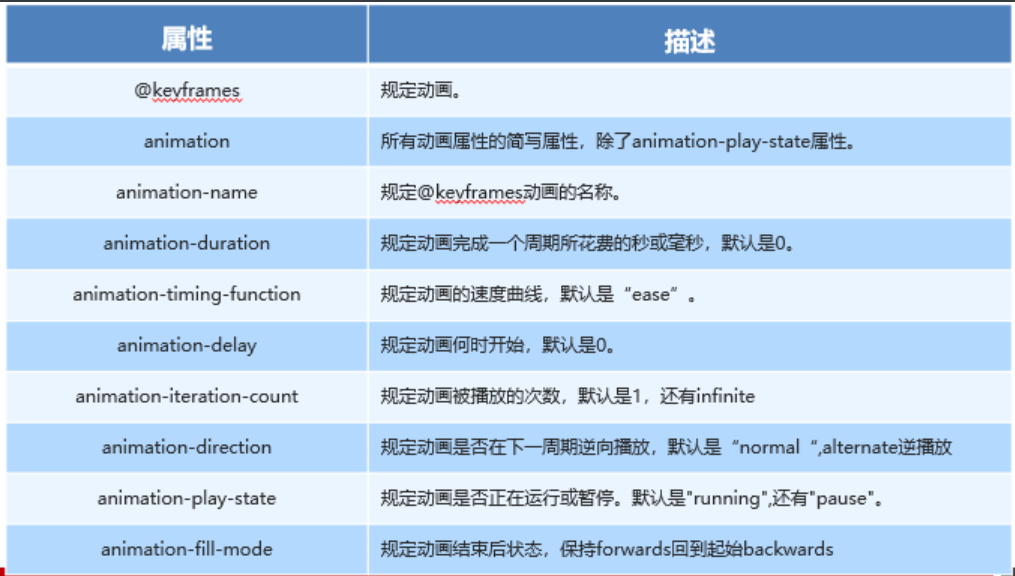 属性 描述
@keyframes 规定动画。
animation 所有动画属性的简写属性，除了animation-play-state属性。
animation-name 规定@keyframes动画的名称。
animation-duration 规定动画完成一个周期所花费的秒或毫秒，默认是0。
animation-timing-function 规定动画的速度曲线，默认是“ease”。
animation-delay 规定动画何时开始，默认是0。
animation-iteration-count 规定动画被播放的次数，默认是1，还有infinite
animation-direction 规定动画是否在下一周期逆向播放，默认是“normal“,alternate逆播放
animation-play-state 规定动画是否正在运行或暂停。默认是"running",还有"pause"。
animation-fill-mode 规定动画结束后状态，保持forwards回到起始backwards